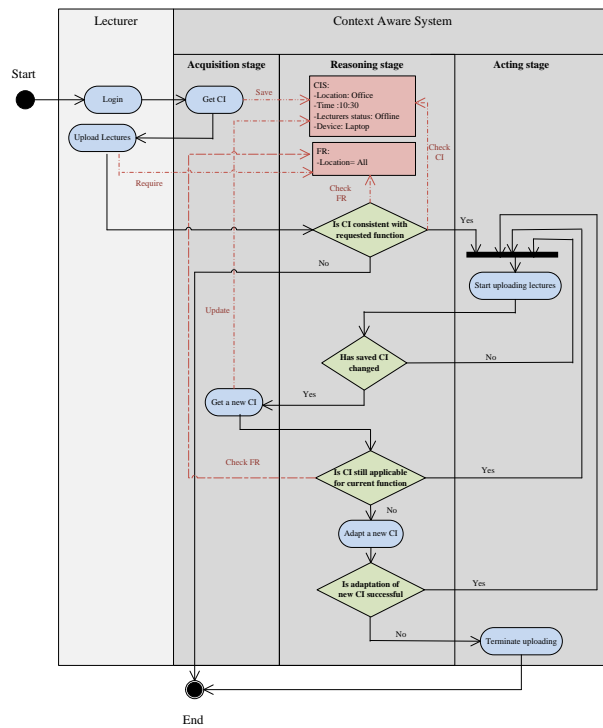 Lecturer
Context Aware System
Acquisition stage
Reasoning stage
Acting stage
Start
Login
Get CI
Save
CIS:
-Location: Office
-Time :10:30
-Lecturers status: Offline
-Device: Laptop
Upload Lectures
FR:
-Location= All
Check
CI
Require
Check
FR
Is CI consistent with
requested function
Yes
No
Start uploading lectures
Update
Has saved CI
changed
No
Yes
Get a new CI
Check FR
Is CI still applicable
for current function
Yes
No
Adapt a new CI
Is adaptation of
new CI successful
Yes
No
Terminate uploading
End